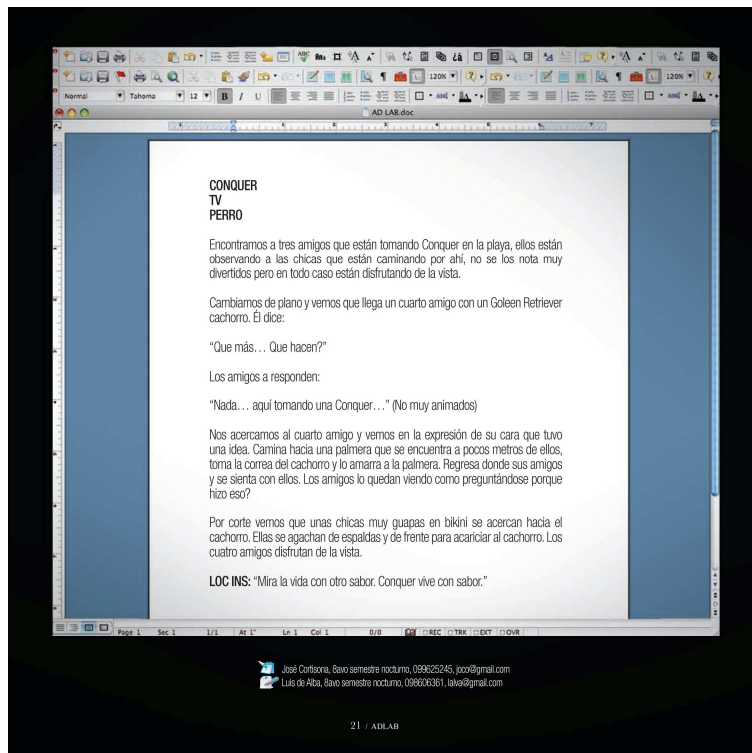 120%
120%
Normal
Tahoma
12
B I U
AD LAB.doc
CONQUER
TV
PERRO
Encontramos a tres amigos que están tomando Conquer en la playa, ellos están
observando a las chicas que están caminando por ahí, no se los nota muy
divertidos pero en todo caso están disfrutando de la vista.
Cambiamos de plano y vemos que llega un cuarto amigo con un Goleen Retriever
cachorro. Él dice:
“Que más… Que hacen?”
Los amigos a responden:
“Nada… aquí tomando una Conquer…” (No muy animados)
Nos acercamos al cuarto amigo y vemos en la expresión de su cara que tuvo
una idea. Camina hacia una palmera que se encuentra a pocos metros de ellos,
toma la correa del cachorro y lo amarra a la palmera. Regresa donde sus amigos
y se sienta con ellos. Los amigos lo quedan viendo como preguntándose porque
hizo eso?
Por corte vemos que unas chicas muy guapas en bikini se acercan hacia el
cachorro. Ellas se agachan de espaldas y de frente para acariciar al cachorro. Los
cuatro amigos disfrutan de la vista.
LOC INS: “Mira la vida con otro sabor. Conquer vive con sabor.”
Page 1 Sec 1 1/1 At 1" Ln 1 Col 1 0/0 REC TRK EXT OVR
José Cortisona, 8avo semestre nocturno, 099625245, joco@gmail.com
Luis de Alba, 8avo semestre nocturno, 098606361, lalva@gmail.com
21 / ADLAB